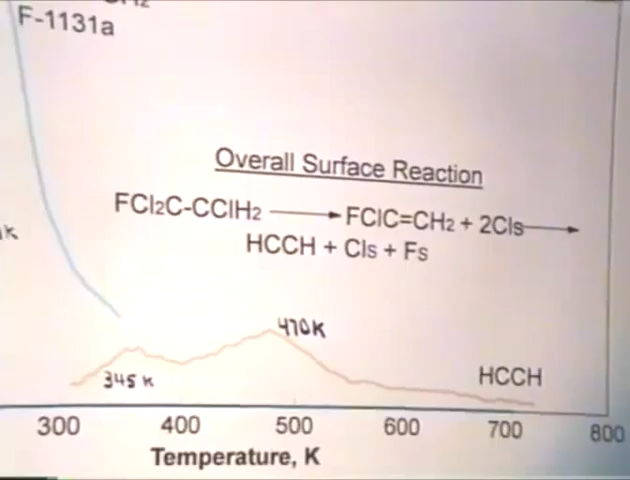 F-1131a
Overall Surface Reaction
FCl2C-CClH2 → FClC=CH2 + 2Cls →
HCCH + Cls + Fs
470K
345 K
HCCH
300 400 500 600 700 800
Temperature, K